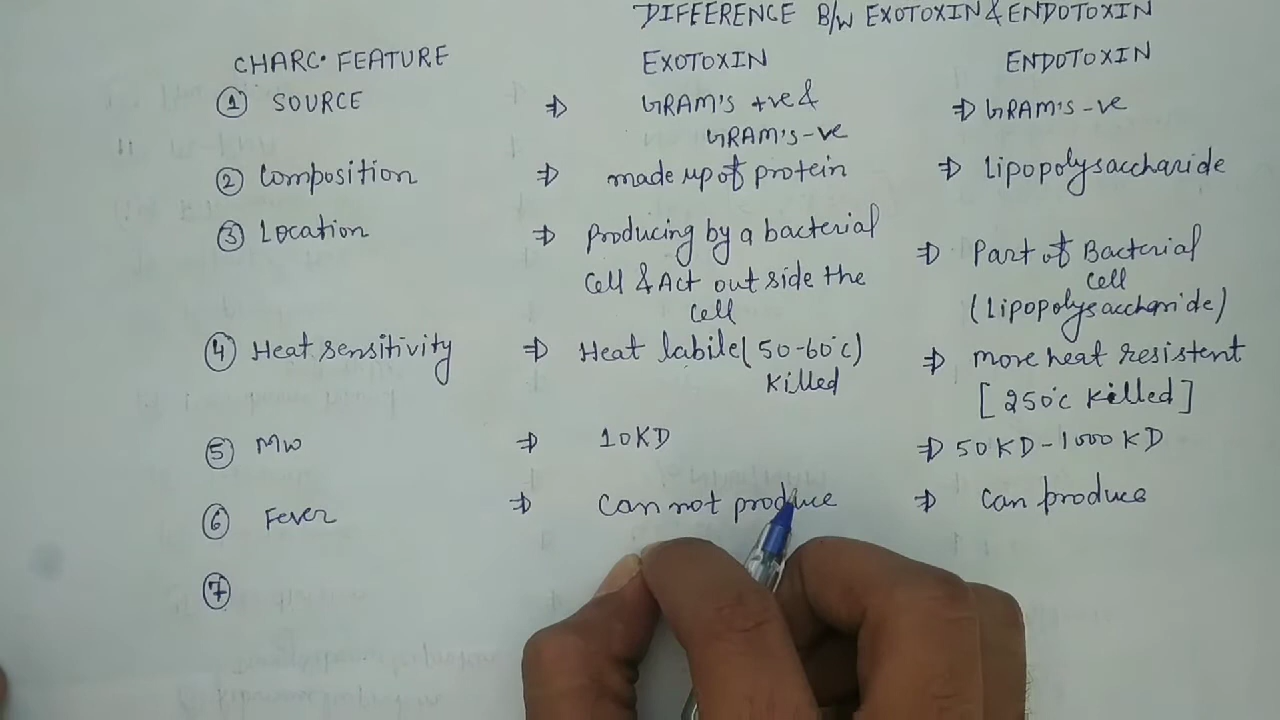 DIFFERENCE B/W EXOTOXIN & ENDOTOXIN
CHARC. FEATURE EXOTOXIN ENDOTOXIN
① SOURCE ⇒ GRAM'S +ve & ⇒ GRAM'S -ve
GRAM'S -ve
② Composition ⇒ made up of protein ⇒ Lipopolysaccharide
③ Location ⇒ Producing by a bacterial ⇒ Part of Bacterial
cell & Act out side the cell
cell (Lipopolysaccharide)
④ Heat sensitivity ⇒ Heat labile (50-60°c) ⇒ more heat resistent
killed [250°c killed]
⑤ MW ⇒ 10KD ⇒ 50KD-1000KD
⑥ Fever ⇒ can not produce ⇒ can produce
⑦